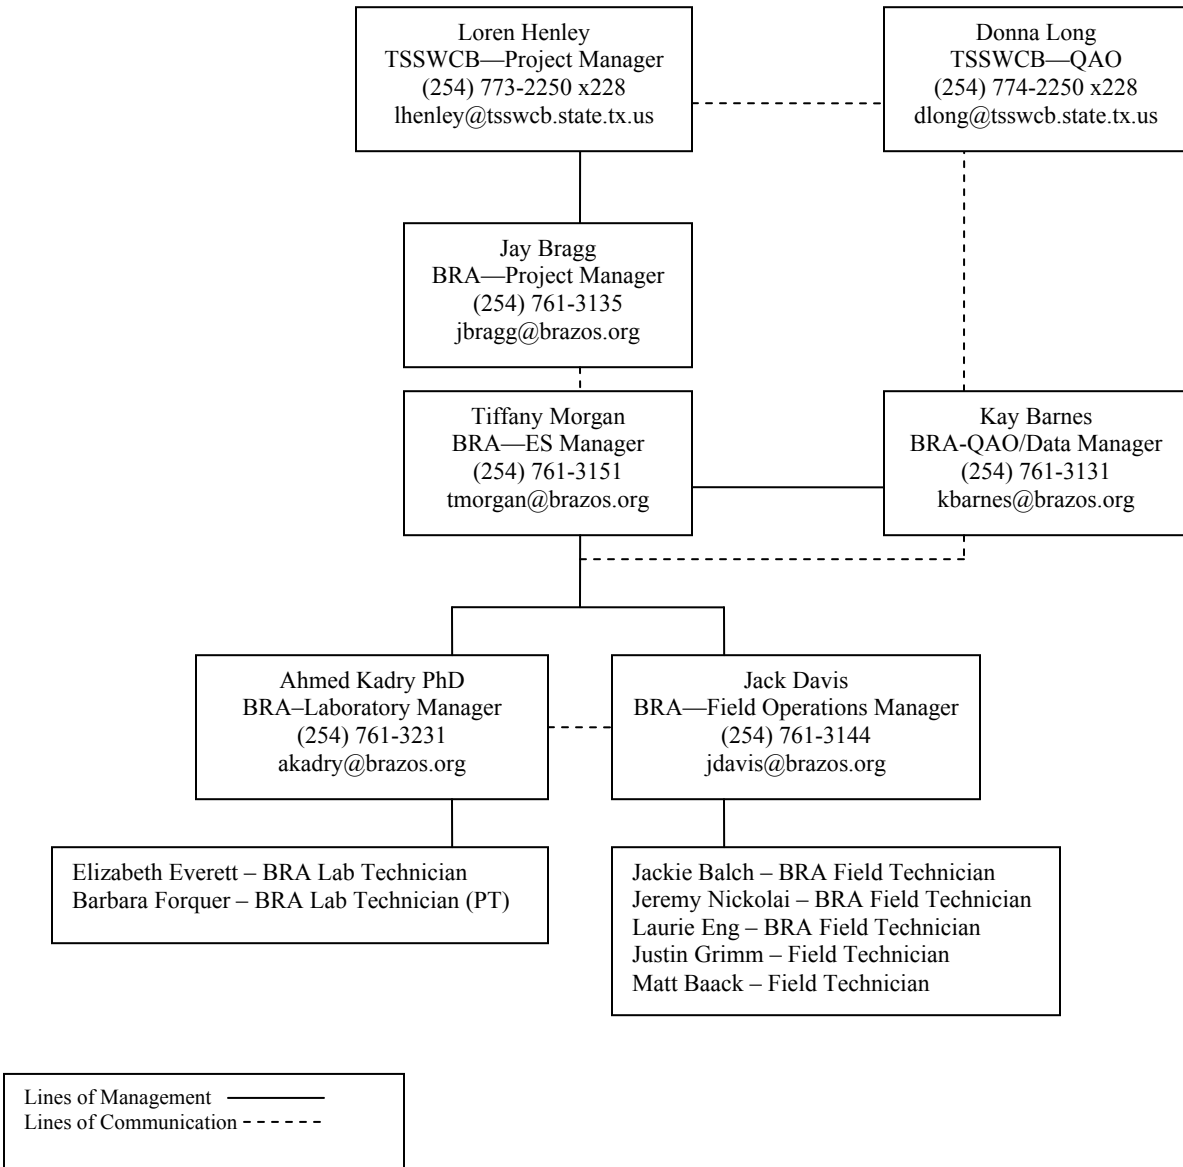 Loren Henley
TSSWCB—Project Manager
(254) 773-2250 x228
lhenley@tsswcb.state.tx.us
Donna Long
TSSWCB—QAO
(254) 774-2250 x228
dlong@tsswcb.state.tx.us
Jay Bragg
BRA—Project Manager
(254) 761-3135
jbragg@brazos.org
Tiffany Morgan
BRA—ES Manager
(254) 761-3151
tmorgan@brazos.org
Kay Barnes
BRA-QAO/Data Manager
(254) 761-3131
kbarnes@brazos.org
Ahmed Kadry PhD
BRA–Laboratory Manager
(254) 761-3231
akadry@brazos.org
Jack Davis
BRA—Field Operations Manager
(254) 761-3144
jdavis@brazos.org
Elizabeth Everett – BRA Lab Technician
Barbara Forquer – BRA Lab Technician (PT)
Jackie Balch – BRA Field Technician
Jeremy Nickolai – BRA Field Technician
Laurie Eng – BRA Field Technician
Justin Grimm – Field Technician
Matt Baack – Field Technician
Lines of Management
Lines of Communication